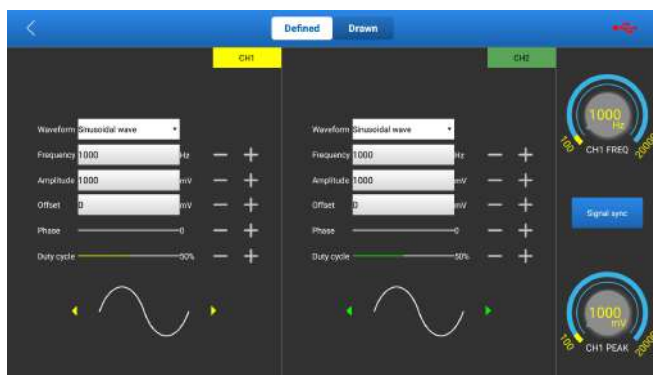 Defined Drawn
CH1
Waveform Sinusoidal wave
Frequency 1000 Hz
Amplitude 1000 mV
Offset 0 mV
Phase 0
Duty cycle 50%
CH2
Waveform Sinusoidal wave
Frequency 1000 Hz
Amplitude 1000 mV
Offset 0 mV
Phase 0
Duty cycle 50%
1000
Hz
100 20000
CH1 FREQ
Signal sync
1000
mV
100 20000
CH1 PEAK